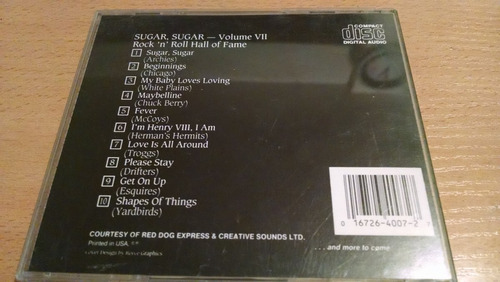 SUGAR, SUGAR — Volume VII
Rock 'n' Roll Hall of Fame
1 Sugar, Sugar
(Archies)
2 Beginnings
(Chicago)
3 My Baby Loves Loving
(White Plains)
4 Maybelline
(Chuck Berry)
5 Fever
(McCoys)
6 I'm Henry VIII, I Am
(Herman's Hermits)
7 Love Is All Around
(Troggs)
8 Please Stay
(Drifters)
9 Get On Up
(Esquires)
10 Shapes Of Things
(Yardbirds)
COMPACT
disc
DIGITAL AUDIO
0 16726-4007-2
COURTESY OF RED DOG EXPRESS & CREATIVE SOUNDS LTD.
Printed in USA
. . . and more to come
Cover Design by Graphics